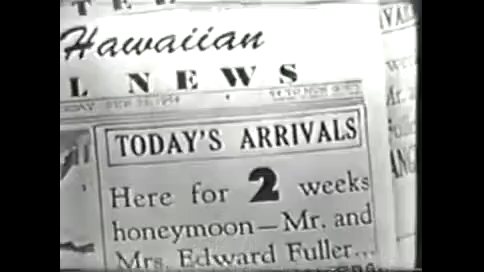 Hawaiian
L NEWS
TODAY'S ARRIVALS
Here for 2 weeks
honeymoon—Mr. and
Mrs. Edward Fuller...